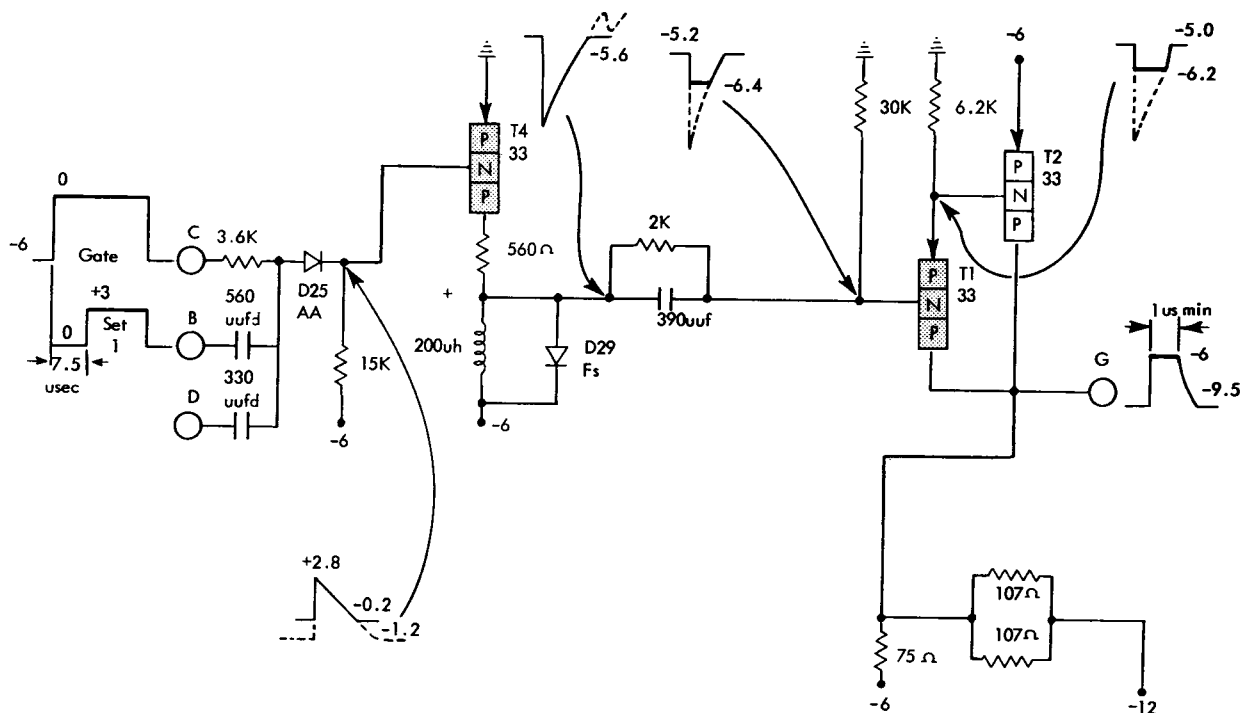 -5.6
-5.2
-6.4
-6
-5.0
-6.2
P
N
P
T4
33
30K
6.2K
P
N
P
T2
33
0
-6
Gate
C
3.6K
D25
AA
560 Ω
2K
+
390uuf
P
N
P
T1
33
+3
0
Set
1
7.5
usec
B
560
uufd
330
uufd
D
15K
-6
200uh
D29
Fs
-6
G
1 us min
-6
-9.5
+2.8
-0.2
-1.2
107Ω
107Ω
75 Ω
-6
-12